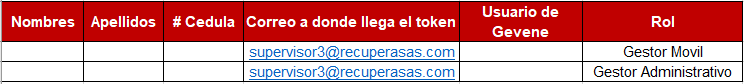 Nombres Apellidos # Cedula Correo a donde llega el token Usuario de Gevene Rol
supervisor3@recuperasas.com Gestor Movil
supervisor3@recuperasas.com Gestor Administrativo